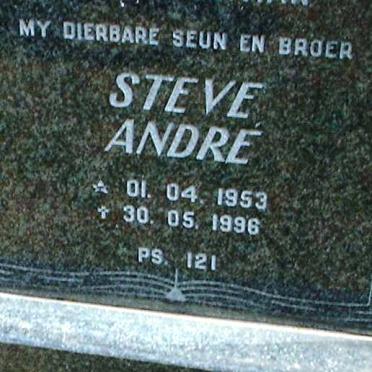 MY DIERBARE SEUN EN BROER
STEVE
ANDRÉ
☆ 01. 04. 1953
✝ 30. 05. 1996
PS. 121